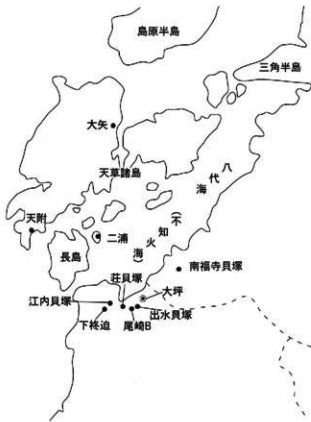 島原半島
三角半島
大矢
天草諸島
八代海
(不知火海)
天附
二浦
長島
南福寺貝塚
荘貝塚
大坪
江内貝塚
下柊迫
尾崎B
出水貝塚